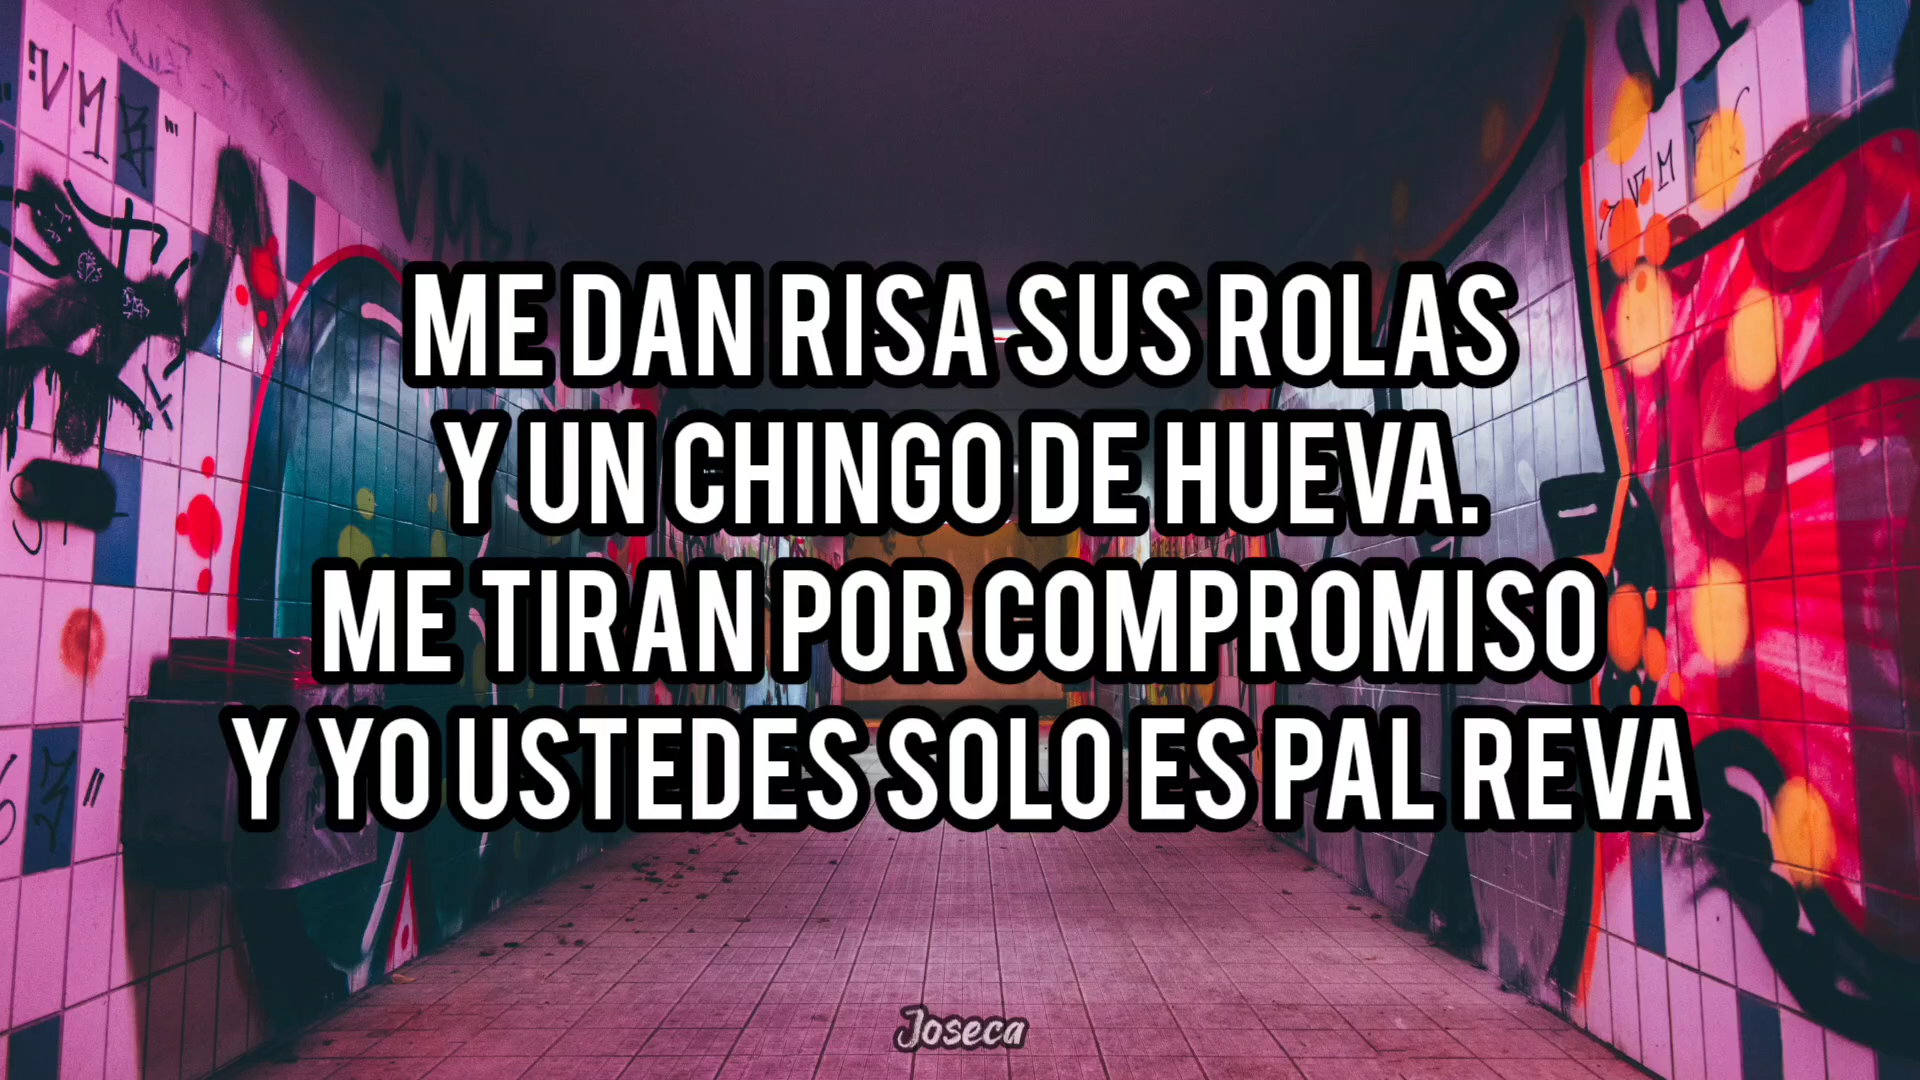 ME DAN RISA SUS ROLAS
Y UN CHINGO DE HUEVA.
ME TIRAN POR COMPROMISO
Y YO USTEDES SOLO ES PAL REVA
Joseca